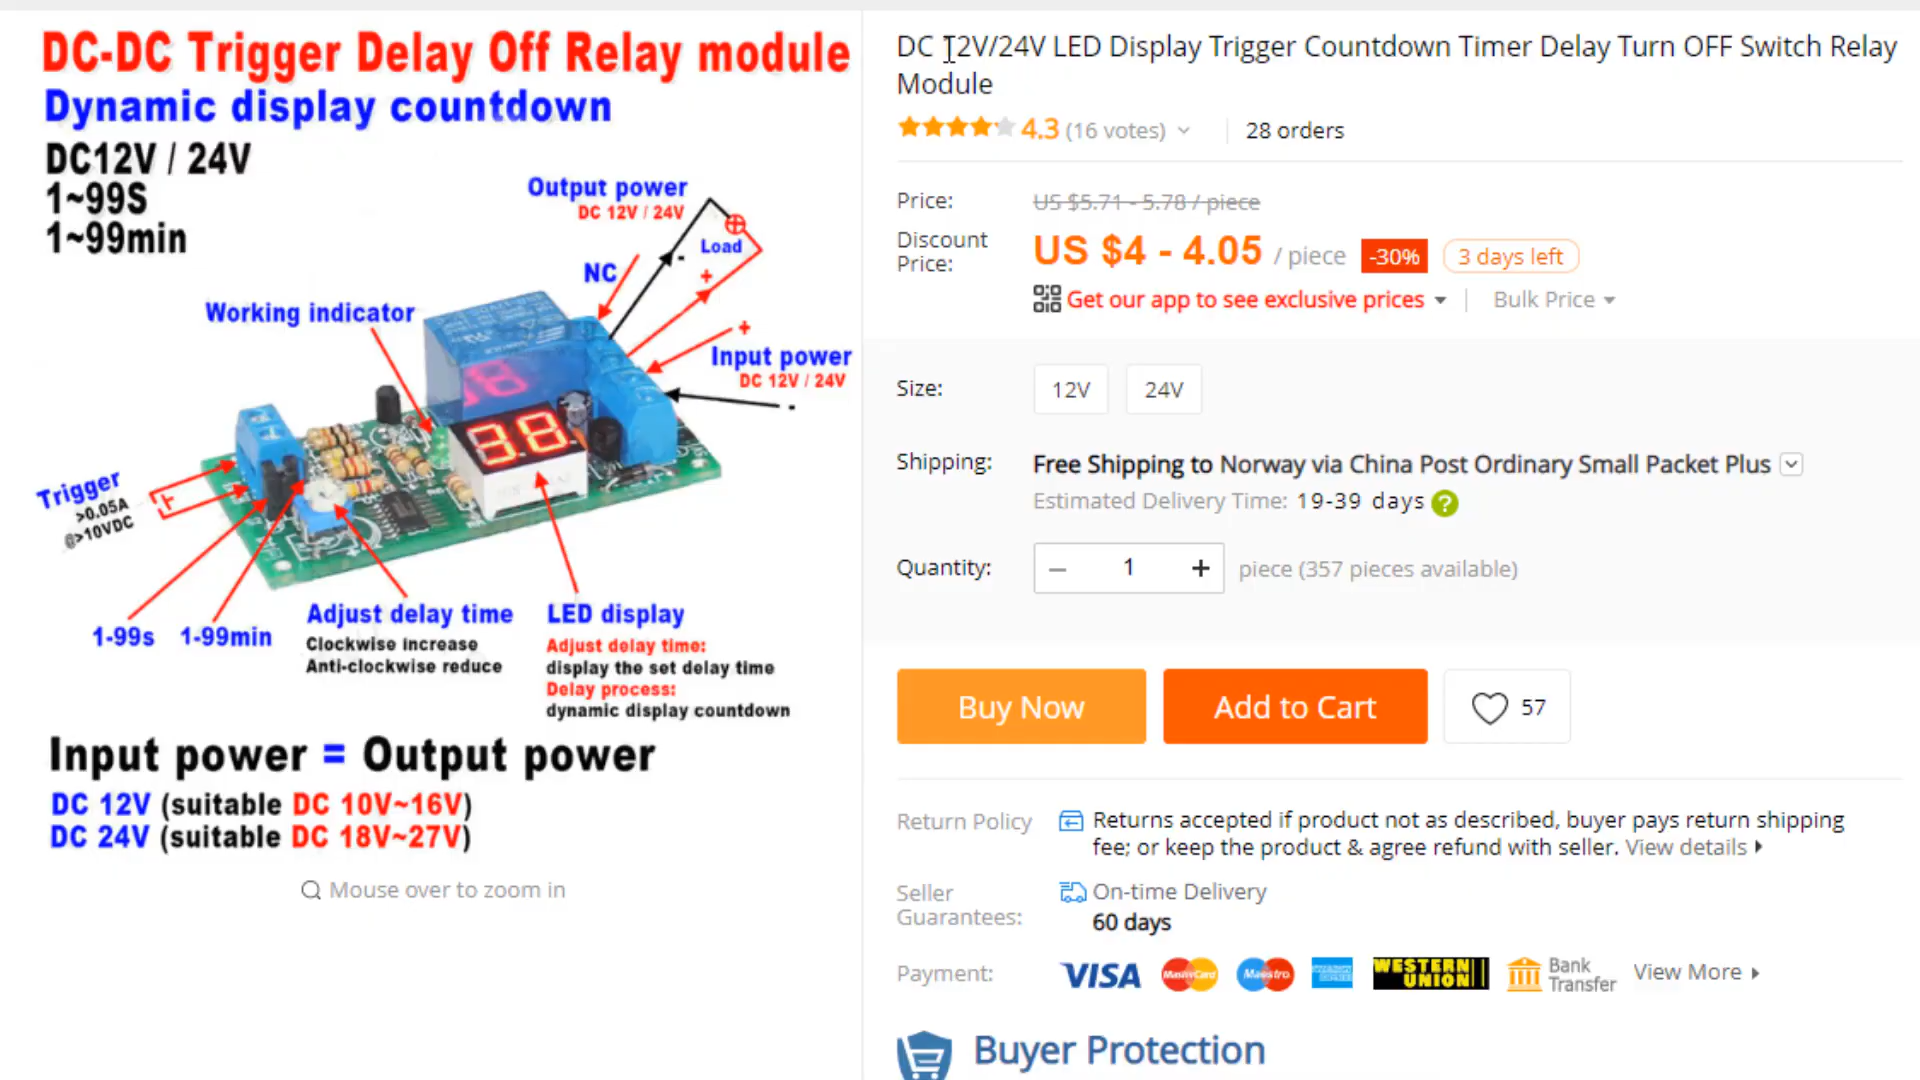 DC-DC Trigger Delay Off Relay module
Dynamic display countdown
DC12V / 24V
1~99S
1~99min
Output power
DC 12V / 24V
Load
NC
-
+
+
Working indicator
Input power
DC 12V / 24V
-
38
Trigger
>0.05A
@>10VDC
1-99s
1-99min
Adjust delay time
Clockwise increase
Anti-clockwise reduce
LED display
Adjust delay time:
display the set delay time
Delay process:
dynamic display countdown
Input power = Output power
DC 12V (suitable DC 10V~16V)
DC 24V (suitable DC 18V~27V)
Mouse over to zoom in
DC 12V/24V LED Display Trigger Countdown Timer Delay Turn OFF Switch Relay
Module
4.3 (16 votes)
28 orders
Price:
US $5.71 - 5.78 / piece
Discount
Price:
US $4 - 4.05 / piece
-30%
3 days left
Get our app to see exclusive prices
Bulk Price
Size:
12V
24V
Shipping:
Free Shipping to Norway via China Post Ordinary Small Packet Plus
Estimated Delivery Time: 19-39 days ?
Quantity:
– 1 +
piece (357 pieces available)
Buy Now
Add to Cart
57
Return Policy
Returns accepted if product not as described, buyer pays return shipping
fee; or keep the product & agree refund with seller. View details
Seller
Guarantees:
On-time Delivery
60 days
Payment:
VISA
MasterCard
Maestro
WESTERN
UNION
Bank
Transfer
View More
Buyer Protection